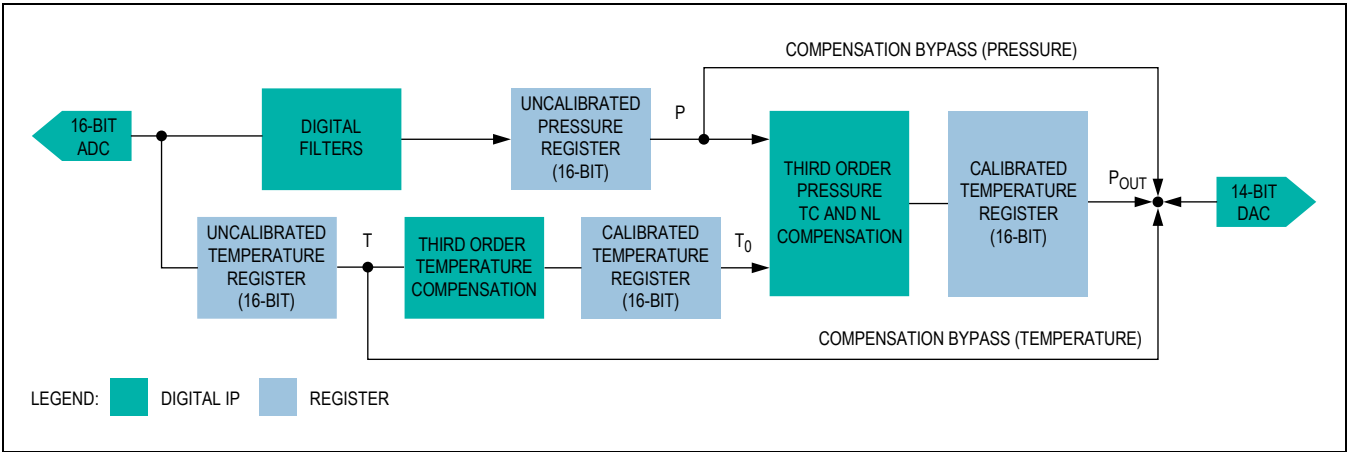 COMPENSATION BYPASS (PRESSURE)
16-BIT
ADC
DIGITAL
FILTERS
UNCALIBRATED
PRESSURE
REGISTER
(16-BIT)
P
THIRD ORDER
PRESSURE
TC AND NL
COMPENSATION
CALIBRATED
TEMPERATURE
REGISTER
(16-BIT)
POUT
14-BIT
DAC
UNCALIBRATED
TEMPERATURE
REGISTER
(16-BIT)
T
THIRD ORDER
TEMPERATURE
COMPENSATION
CALIBRATED
TEMPERATURE
REGISTER
(16-BIT)
T0
COMPENSATION BYPASS (TEMPERATURE)
LEGEND:
DIGITAL IP
REGISTER